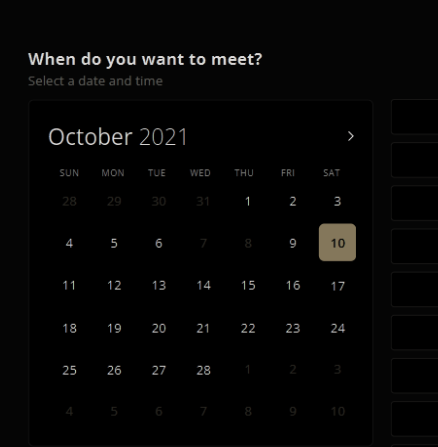 When do you want to meet?
Select a date and time
October 2021
SUN MON TUE WED THU FRI SAT
28 29 30 31 1 2 3
4 5 6 7 8 9 10
11 12 13 14 15 16 17
18 19 20 21 22 23 24
25 26 27 28 1 2 3
4 5 6 7 8 9 10